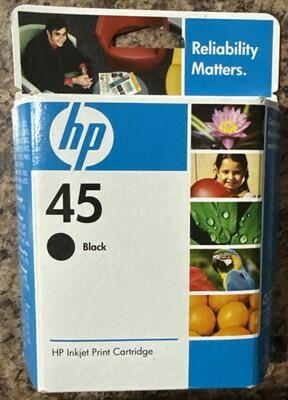 Reliability
Matters.
hp
45
Black
HP Inkjet Print Cartridge